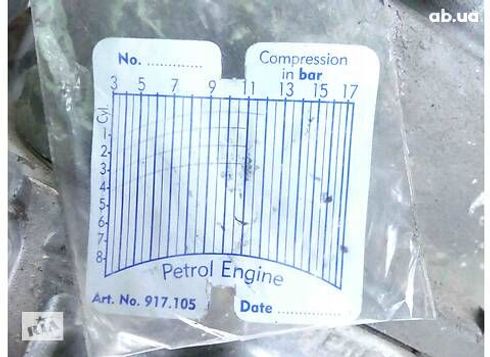 ab.ua
No. ............
Compression
in bar
3 5 7 9 11 13 15 17
Cyl.
1
2
3
4
5
6
7
8
Petrol Engine
Art. No. 917.105
Date ...............
RIA